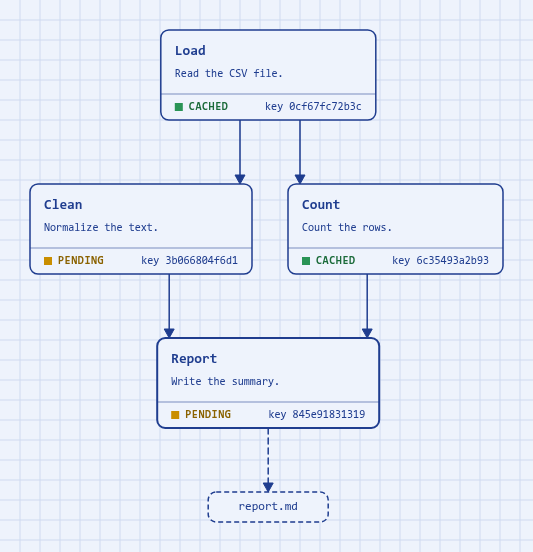 Load
Read the CSV file.
CACHED key 0cf67fc72b3c
Clean
Normalize the text.
PENDING key 3b066804f6d1
Count
Count the rows.
CACHED key 6c35493a2b93
Report
Write the summary.
PENDING key 845e91831319
report.md